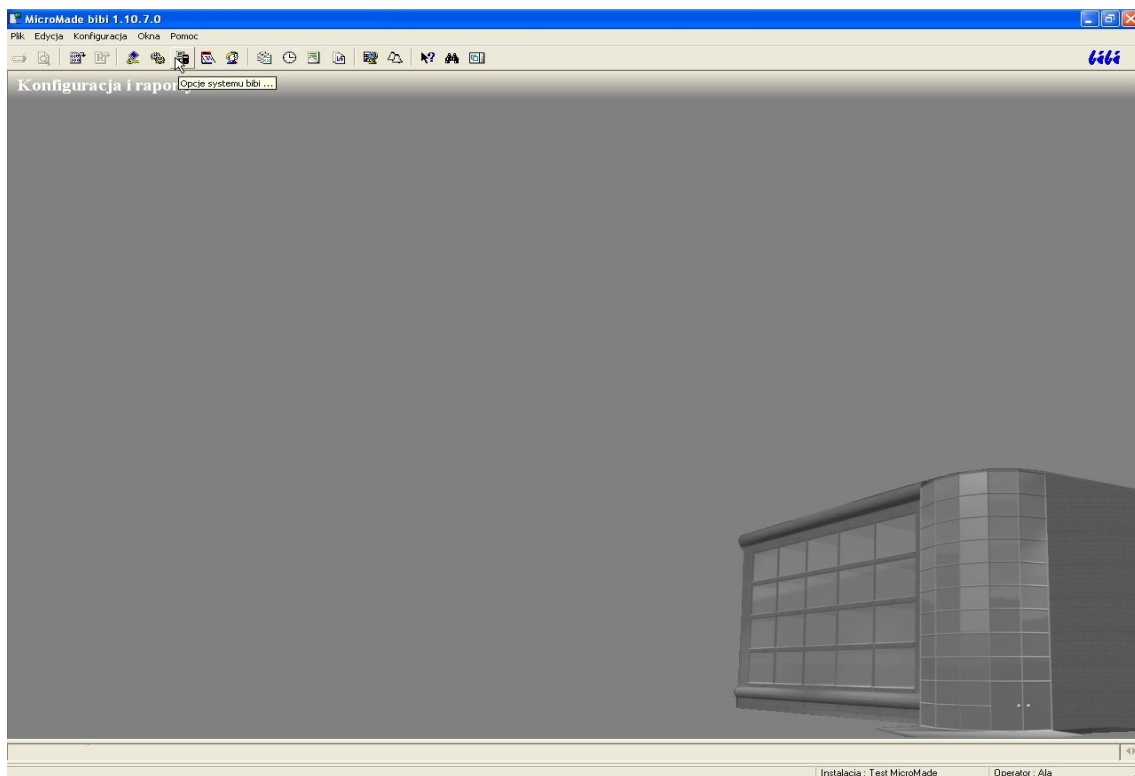 MicroMade bibi 1.10.7.0
Plik Edycja Konfiguracja Okna Pomoc
bibi
Konfiguracja i rapo
Opcje systemu bibi ...
Instalacja : Test MicroMade Operator : Ala